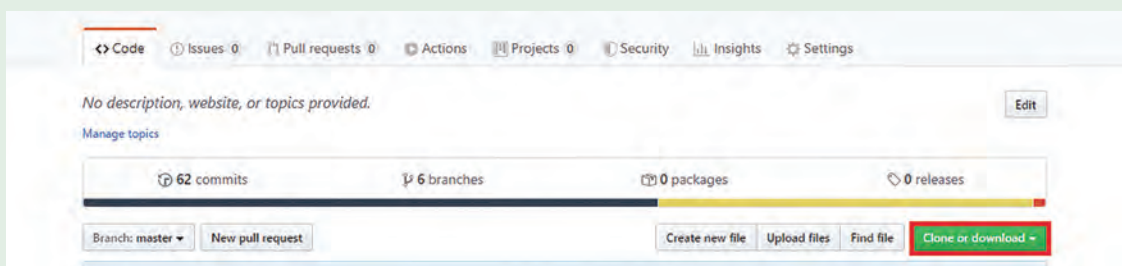 <> Code Issues 0 Pull requests 0 Actions Projects 0 Security Insights Settings
No description, website, or topics provided.
Edit
Manage topics
62 commits 6 branches 0 packages 0 releases
Branch: master New pull request Create new file Upload files Find file Clone or download